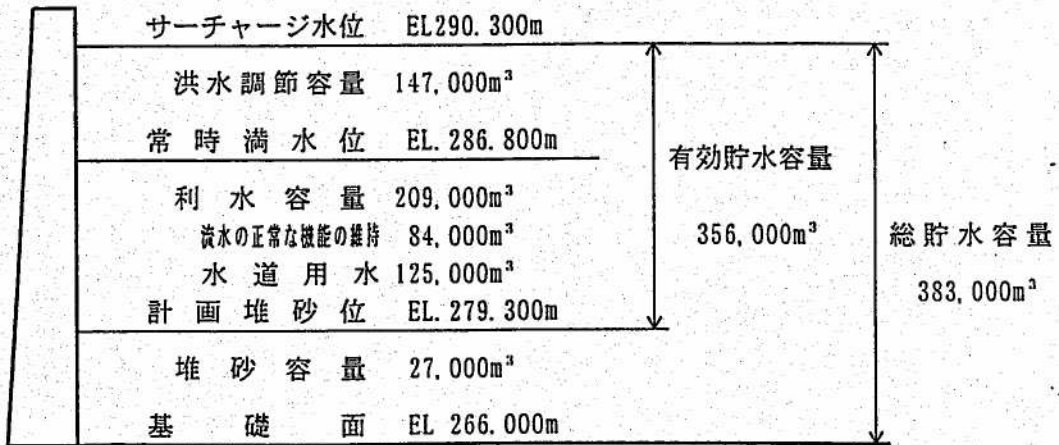 サーチャージ水位 EL290.300m
洪水調節容量 147,000m³
常時満水位 EL.286.800m
有効貯水容量
356,000m³
総貯水容量
383,000m³
利水容量 209,000m³
流水の正常な機能の維持 84,000m³
水道用水 125,000m³
計画堆砂位 EL.279.300m
堆砂容量 27,000m³
基礎面 EL 266.000m